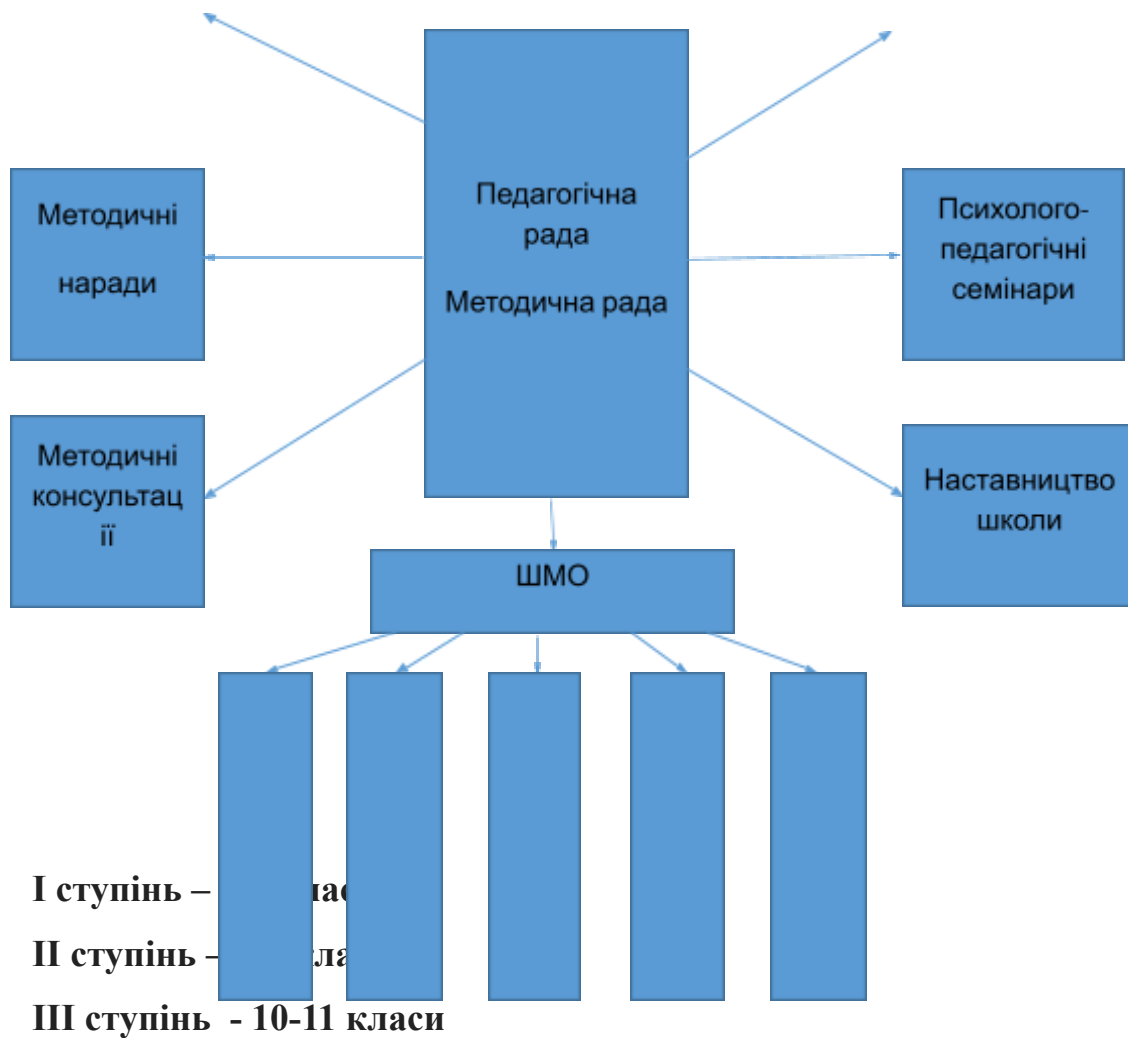 Педагогічна
рада
Методична рада
Методичні
наради
Психолого-
педагогічні
семінари
Методичні
консультац
ії
Наставництво
школи
ШМО
І ступінь –
ІІ ступінь –
ІІІ ступінь - 10-11 класи